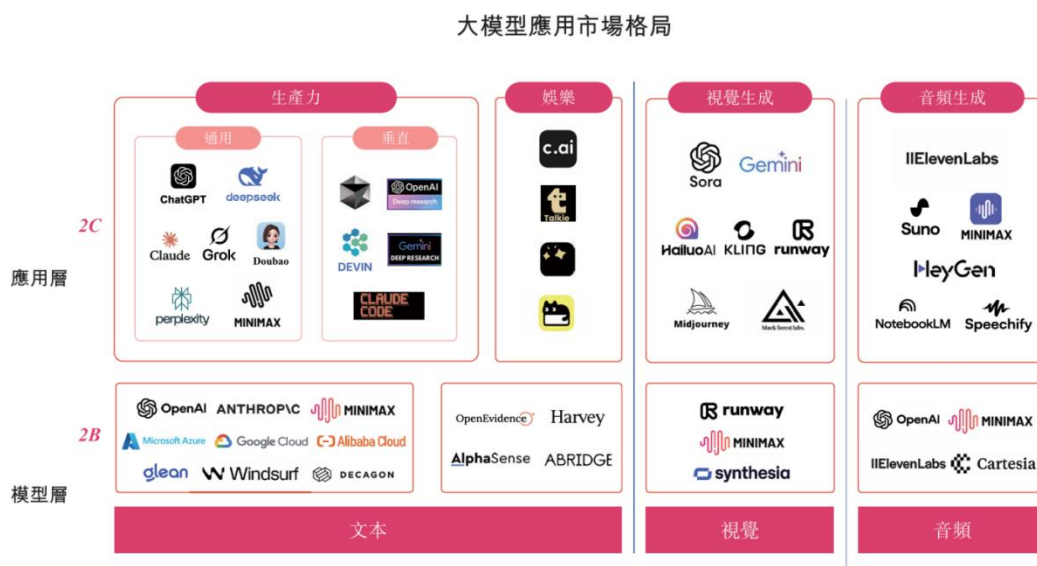 大模型應用市場格局
生產力
娛樂
視覺生成
音頻生成
通用
垂直
ChatGPT
deepseek
Claude
Grok
Doubao
perplexity
MINIMAX
OpenAI
Deep research
DEVIN
Gemini
DEEP RESEARCH
CLAUDE
CODE
c.ai
t
Talkie
Sora
Gemini
HailuoAI
KLING
runway
Midjourney
black forest labs.
IIElevenLabs
Suno
MINIMAX
HeyGen
NotebookLM
Speechify
2C
應用層
2B
模型層
OpenAI
ANTHROP\C
MINIMAX
Microsoft Azure
Google Cloud
Alibaba Cloud
glean
Windsurf
DECAGON
OpenEvidence
Harvey
AlphaSense
ABRIDGE
runway
MINIMAX
synthesia
OpenAI
MINIMAX
IIElevenLabs
Cartesia
文本
視覺
音頻